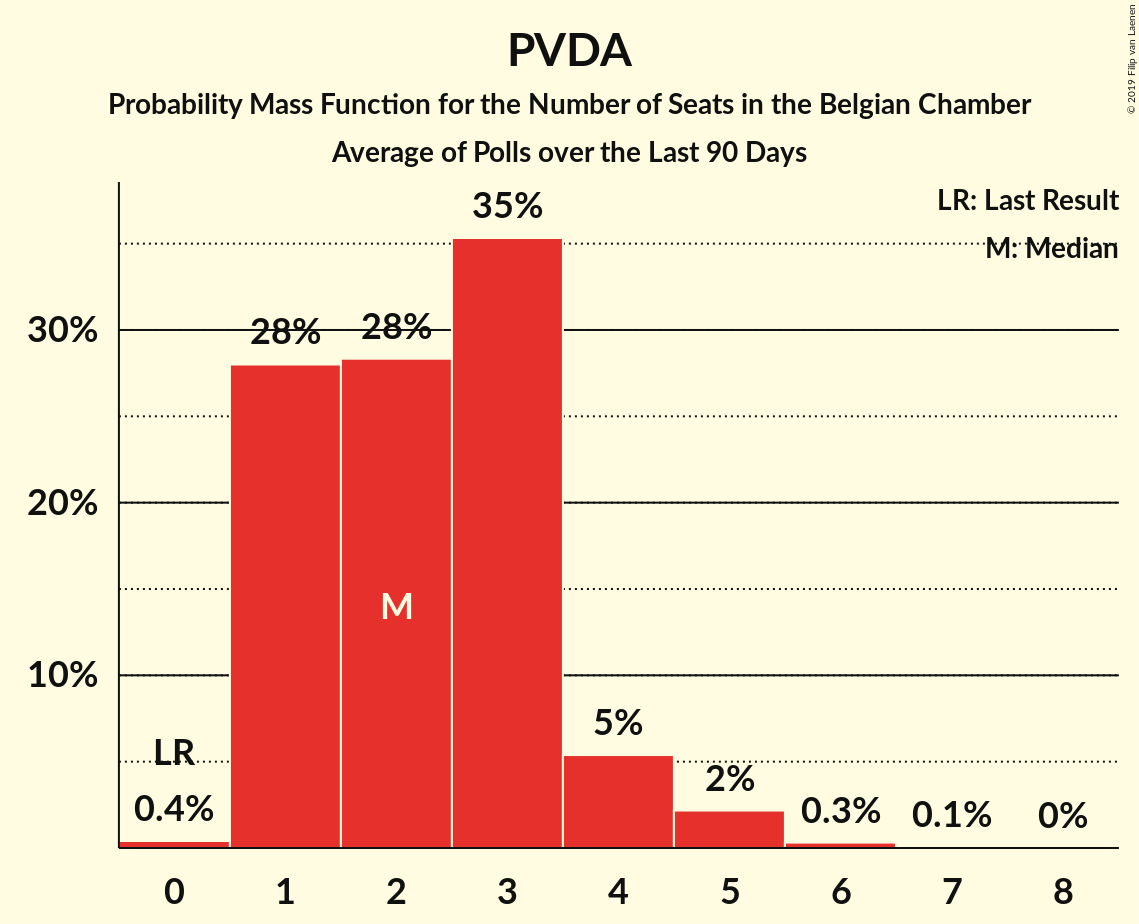 PVDA
Probability Mass Function for the Number of Seats in the Belgian Chamber
Average of Polls over the Last 90 Days
© 2019 Filip van Laenen
LR: Last Result
M: Median
35%
30%
28%
28%
20%
M
10%
LR
0.4%
5%
2%
0.3%
0.1%
0%
0 1 2 3 4 5 6 7 8